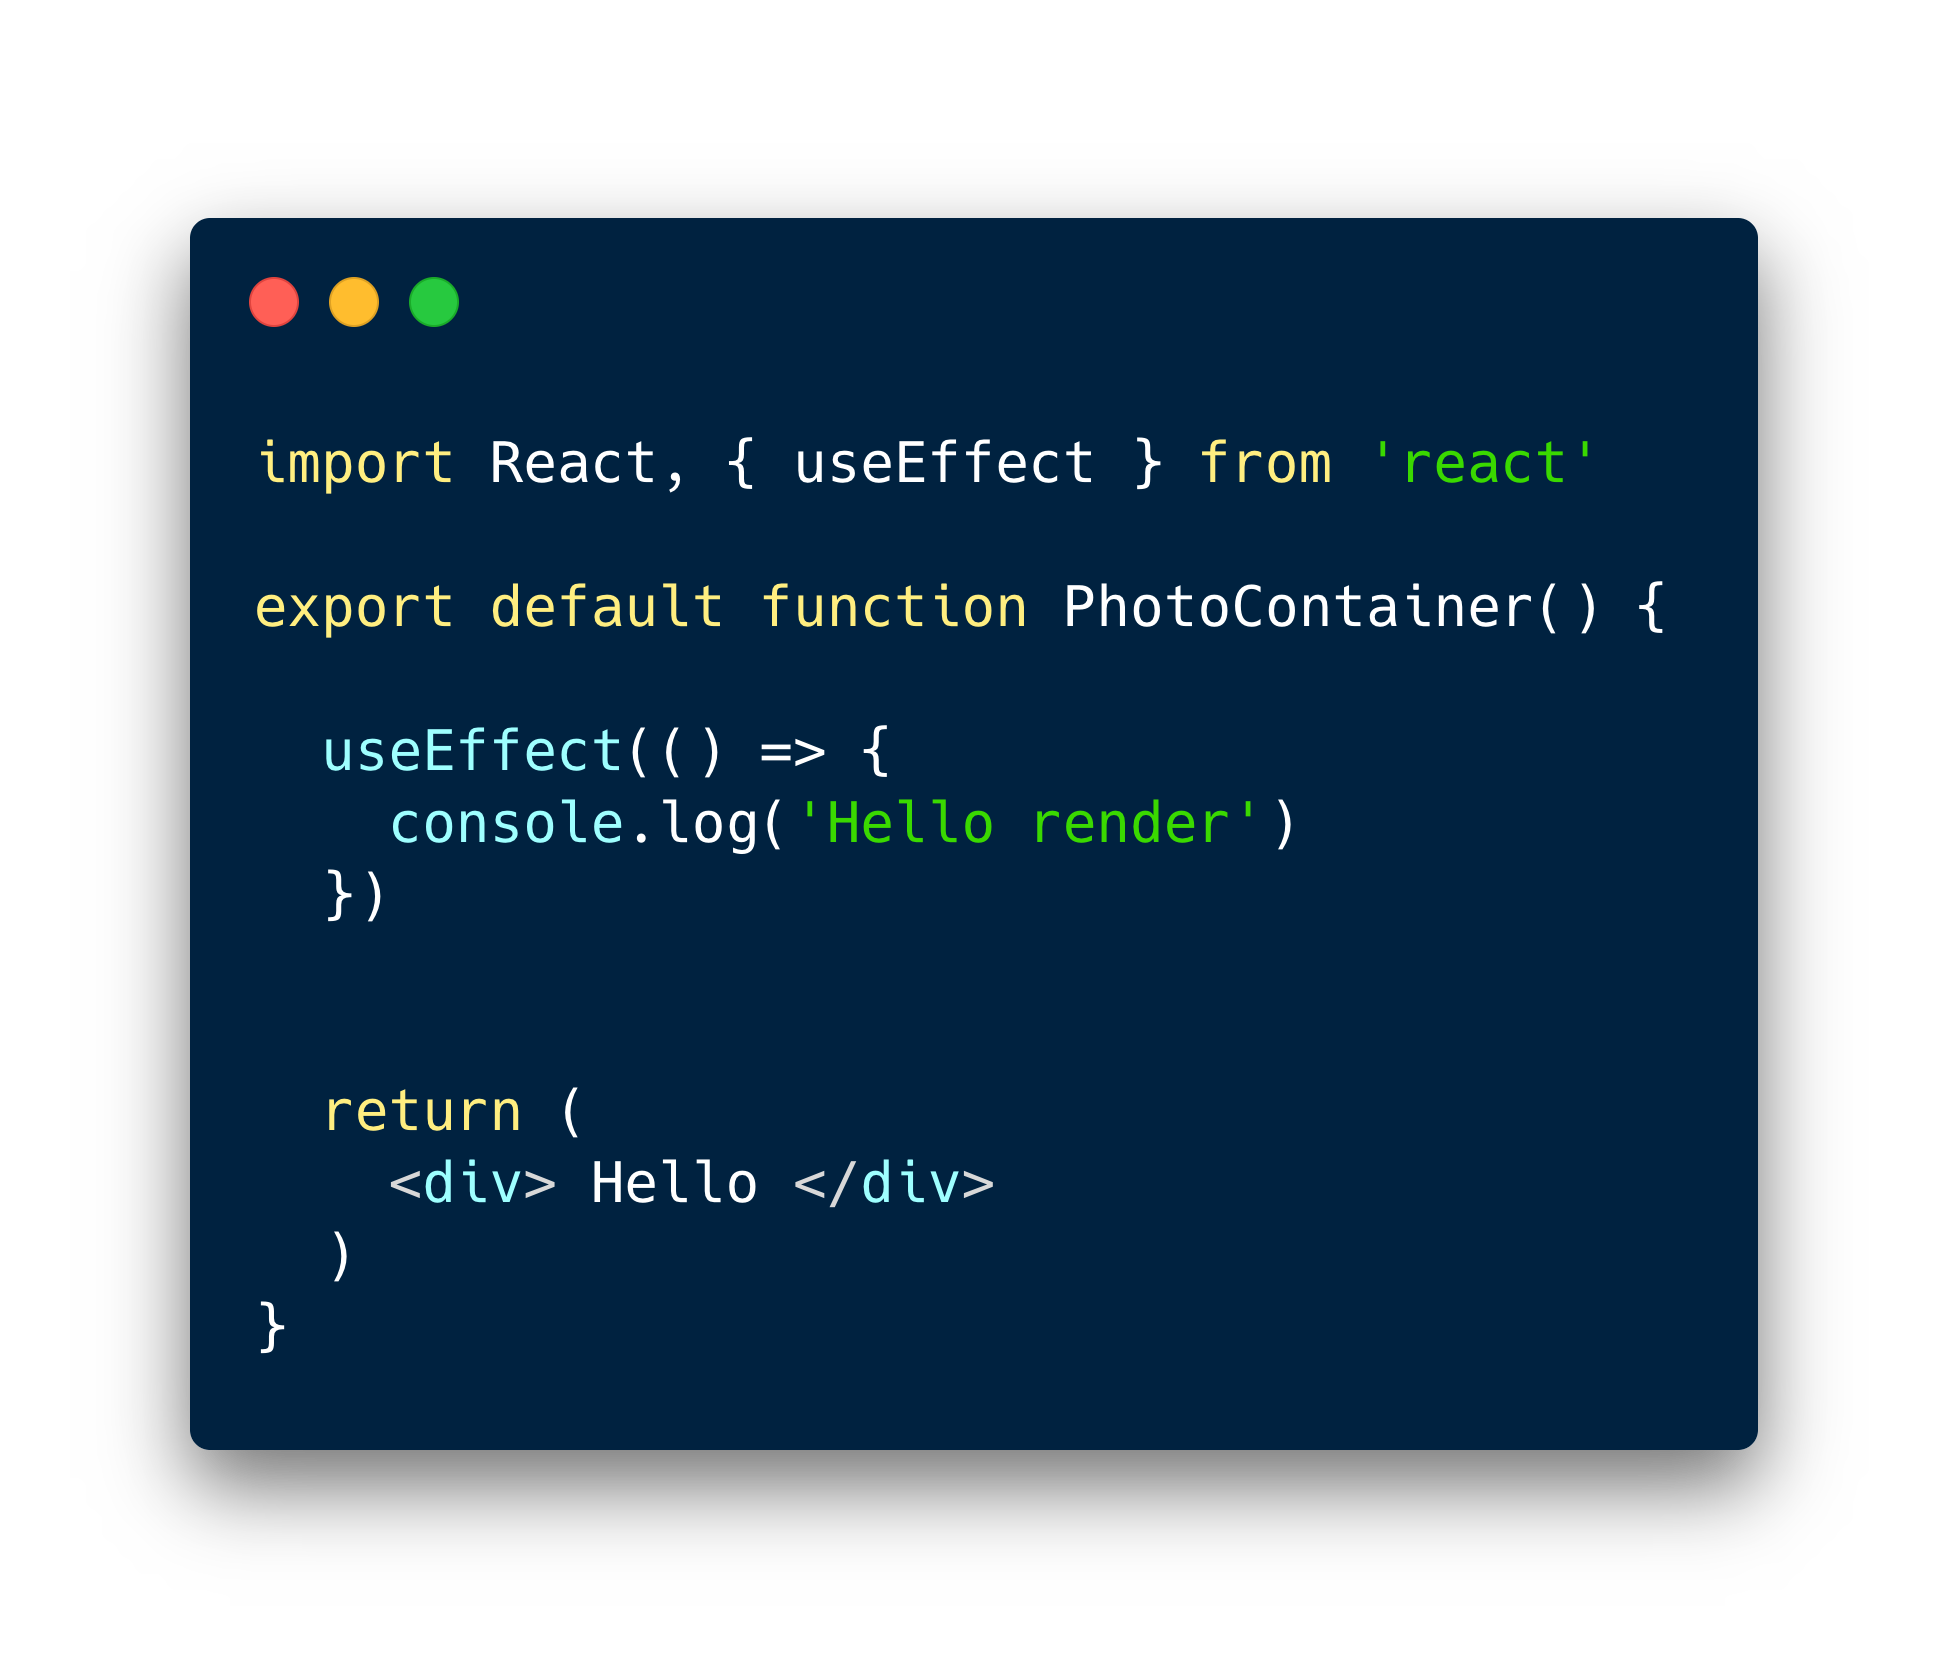 import React, { useEffect } from 'react'
export default function PhotoContainer() {
  useEffect(() => {
    console.log('Hello render')
  })
  return (
    <div> Hello </div>
  )
}